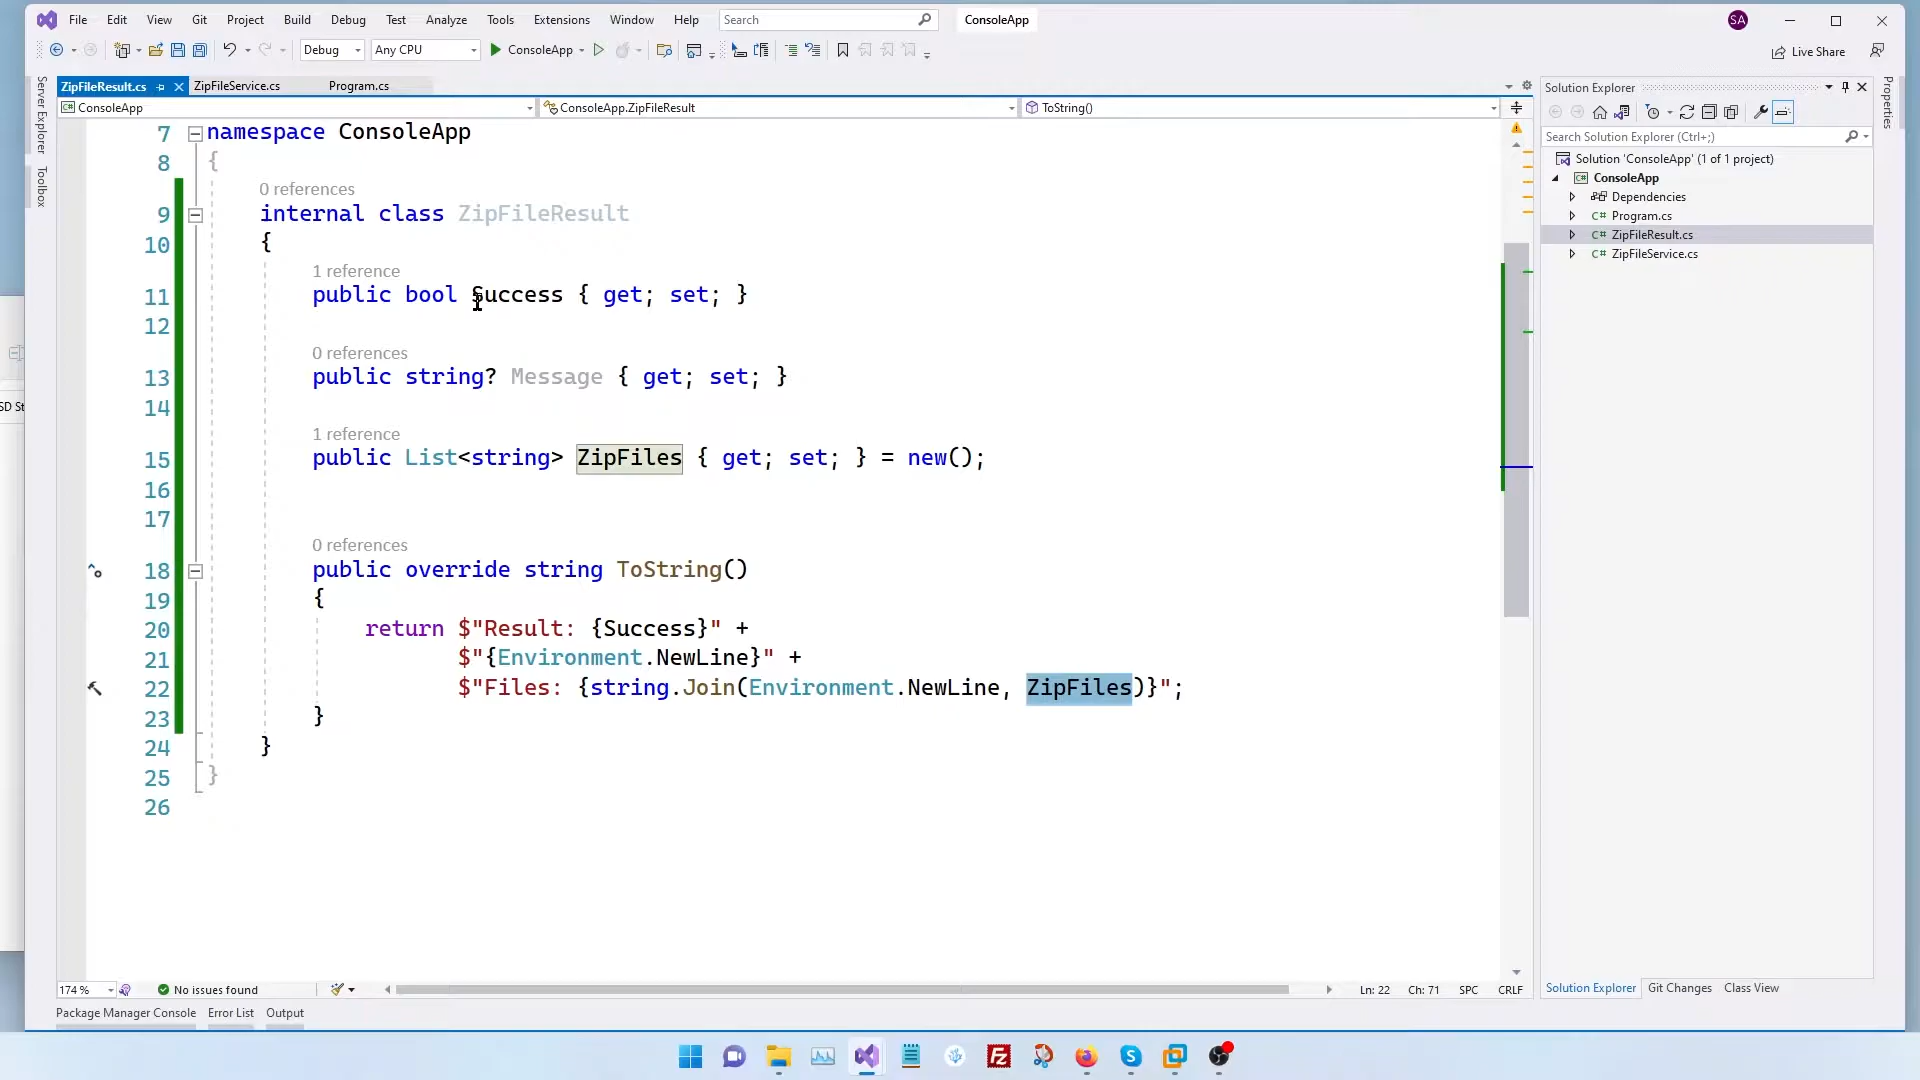 File Edit View Git Project Build Debug Test Analyze Tools Extensions Window Help Search ConsoleApp SA
Debug Any CPU ConsoleApp Live Share
ZipFileResult.cs ZipFileService.cs Program.cs
ConsoleApp ConsoleApp.ZipFileResult ToString()
Server Explorer
Toolbox
SD St
7 namespace ConsoleApp
8 {
0 references
9 internal class ZipFileResult
10 {
1 reference
11 public bool Success { get; set; }
12
0 references
13 public string? Message { get; set; }
14
1 reference
15 public List<string> ZipFiles { get; set; } = new();
16
17
0 references
18 public override string ToString()
19 {
20 return $"Result: {Success}" +
21 $"{Environment.NewLine}" +
22 $"Files: {string.Join(Environment.NewLine, ZipFiles)}";
23 }
24 }
25 }
26
174 % No issues found Ln: 22 Ch: 71 SPC CRLF
Package Manager Console Error List Output
Solution Explorer
Search Solution Explorer (Ctrl+;)
Solution 'ConsoleApp' (1 of 1 project)
C# ConsoleApp
Dependencies
C# Program.cs
C# ZipFileResult.cs
C# ZipFileService.cs
Solution Explorer Git Changes Class View
Properties
Fz S